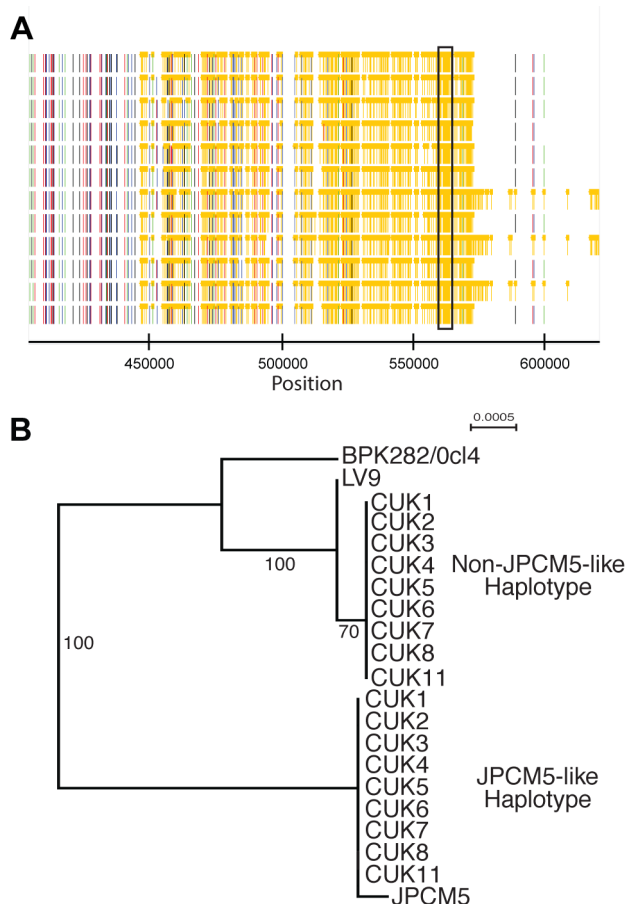 A
450000 500000 550000 600000
Position
B
0.0005
BPK282/0cl4
LV9
CUK1
CUK2
CUK3
CUK4
CUK5
CUK6
CUK7
CUK8
CUK11
Non-JPCM5-like
Haplotype
100
70
100
CUK1
CUK2
CUK3
CUK4
CUK5
CUK6
CUK7
CUK8
CUK11
JPCM5
JPCM5-like
Haplotype